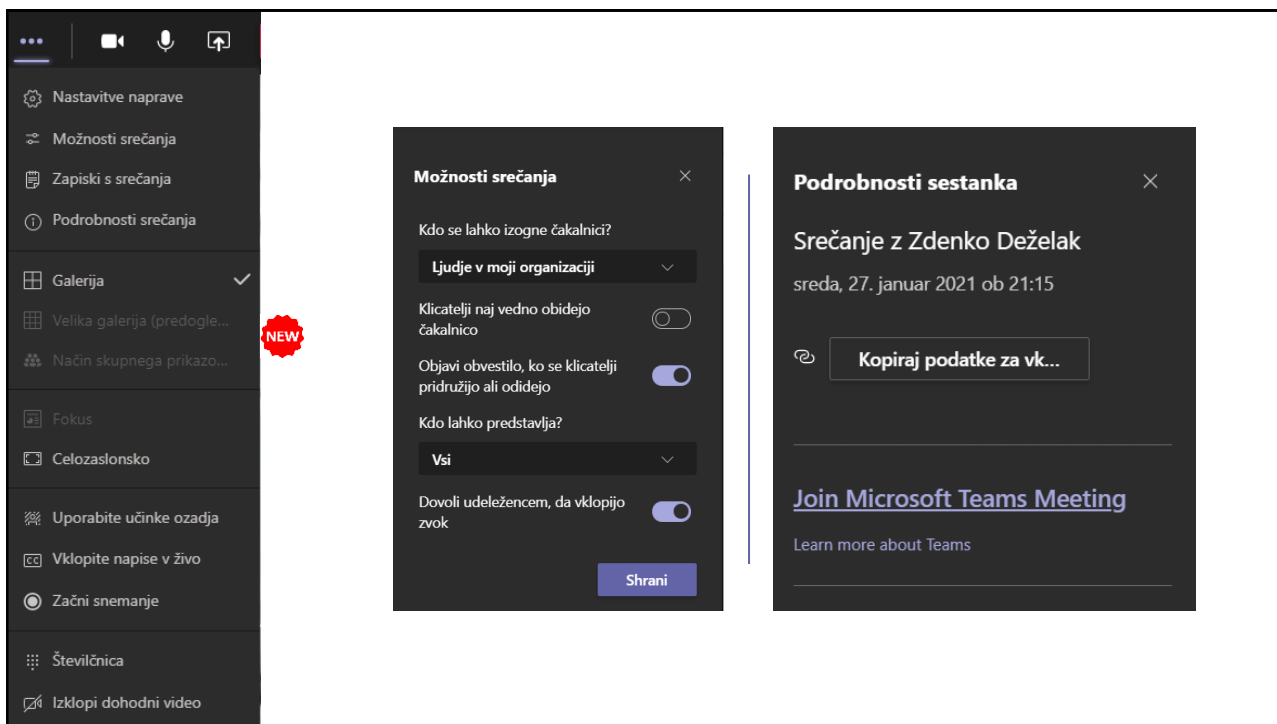 Nastavitve naprave
Možnosti srečanja
Zapiski s srečanja
Podrobnosti srečanja
Galerija
Velika galerija (predogle...
Način skupnega prikazo...
NEW
Fokus
Celozaslonsko
Uporabite učinke ozadja
CC Vklopite napise v živo
Začni snemanje
Številčnica
Izklopi dohodni video
Možnosti srečanja
Kdo se lahko izogne čakalnici?
Ljudje v moji organizaciji
Klicatelji naj vedno obidejo
čakalnico
Objavi obvestilo, ko se klicatelji
pridružijo ali odidejo
Kdo lahko predstavlja?
Vsi
Dovoli udeležencem, da vklopijo
zvok
Shrani
Podrobnosti sestanka
Srečanje z Zdenko Deželak
sreda, 27. januar 2021 ob 21:15
Kopiraj podatke za vk...
Join Microsoft Teams Meeting
Learn more about Teams